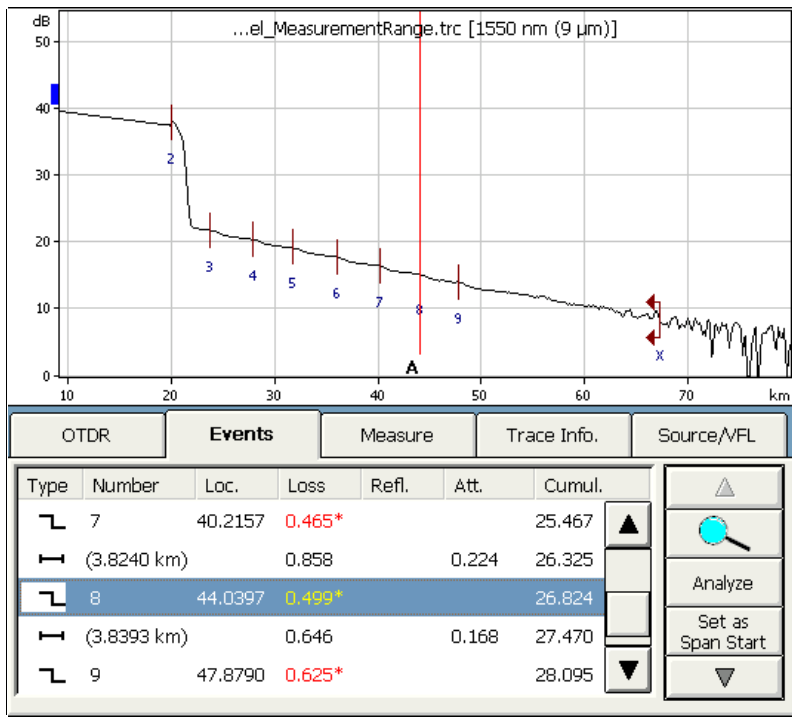 dB
...el_MeasurementRange.trc [1550 nm (9 µm)]
50
40
30
20
10
0
2
3
4
5
6
7
8
9
X
A
10 20 30 40 50 60 70 km
OTDR Events Measure Trace Info. Source/VFL
Type Number Loc. Loss Refl. Att. Cumul.
7 40.2157 0.465* 25.467
(3.8240 km) 0.858 0.224 26.325
8 44.0397 0.499* 26.824
(3.8393 km) 0.646 0.168 27.470
9 47.8790 0.625* 28.095
Analyze
Set as
Span Start